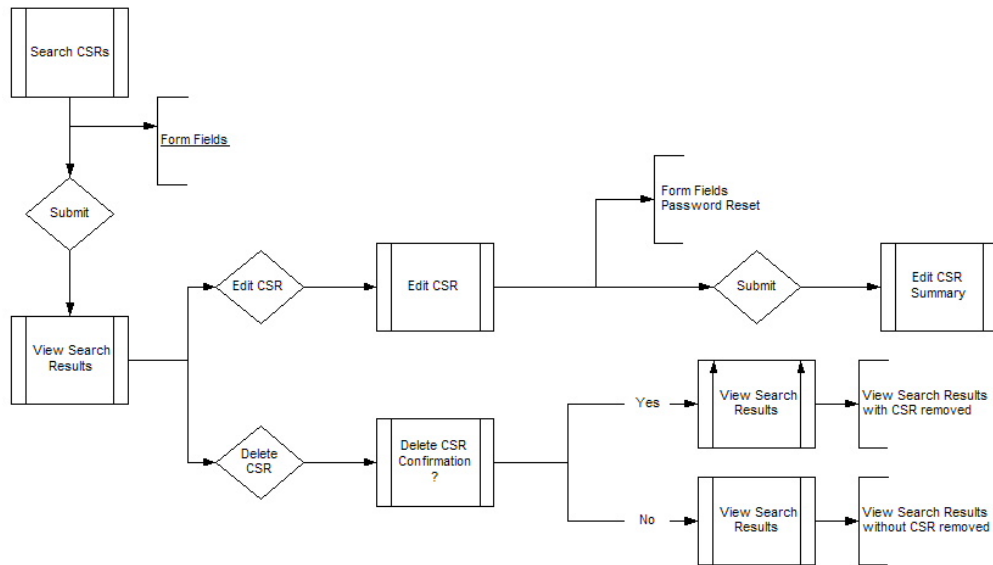 Search CSRs
Form Fields
Submit
Form Fields
Password Reset
Edit CSR
Edit CSR
Submit
Edit CSR
Summary
View Search
Results
Yes
View Search
Results
View Search Results
with CSR removed
Delete
CSR
Delete CSR
Confirmation
?
No
View Search
Results
View Search Results
without CSR removed